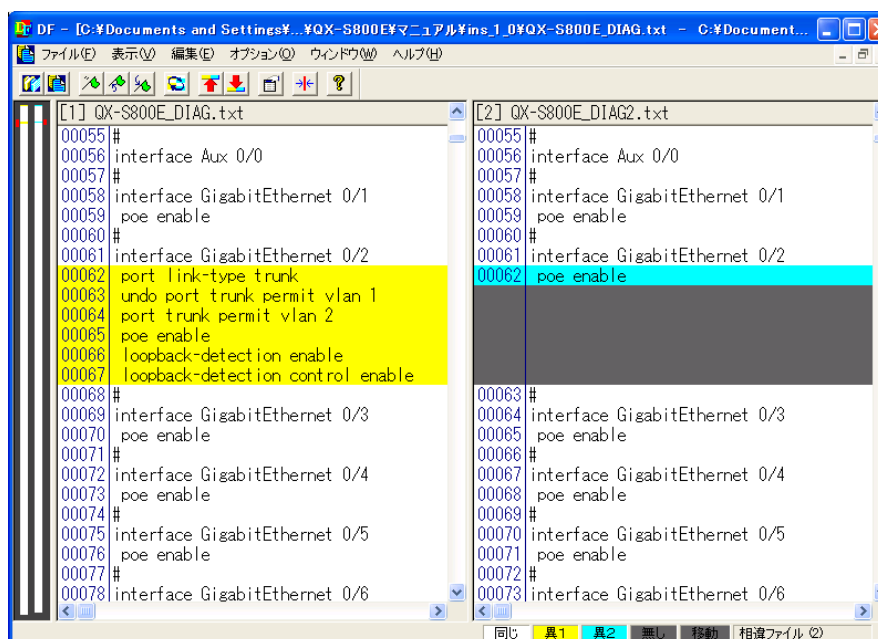 DF - [C:¥Documents and Settings¥...¥QX-S800E¥マニュアル¥ins_1_0¥QX-S800E_DIAG.txt - C:¥Document...
ファイル(F) 表示(V) 編集(E) オプション(O) ウィンドウ(W) ヘルプ(H)
[1] QX-S800E_DIAG.txt
00055 #
00056 interface Aux 0/0
00057 #
00058 interface GigabitEthernet 0/1
00059 poe enable
00060 #
00061 interface GigabitEthernet 0/2
00062 port link-type trunk
00063 undo port trunk permit vlan 1
00064 port trunk permit vlan 2
00065 poe enable
00066 loopback-detection enable
00067 loopback-detection control enable
00068 #
00069 interface GigabitEthernet 0/3
00070 poe enable
00071 #
00072 interface GigabitEthernet 0/4
00073 poe enable
00074 #
00075 interface GigabitEthernet 0/5
00076 poe enable
00077 #
00078 interface GigabitEthernet 0/6
[2] QX-S800E_DIAG2.txt
00055 #
00056 interface Aux 0/0
00057 #
00058 interface GigabitEthernet 0/1
00059 poe enable
00060 #
00061 interface GigabitEthernet 0/2
00062 poe enable
00063 #
00064 interface GigabitEthernet 0/3
00065 poe enable
00066 #
00067 interface GigabitEthernet 0/4
00068 poe enable
00069 #
00070 interface GigabitEthernet 0/5
00071 poe enable
00072 #
00073 interface GigabitEthernet 0/6
同じ 異1 異2 無し 移動 相違ファイル (2)